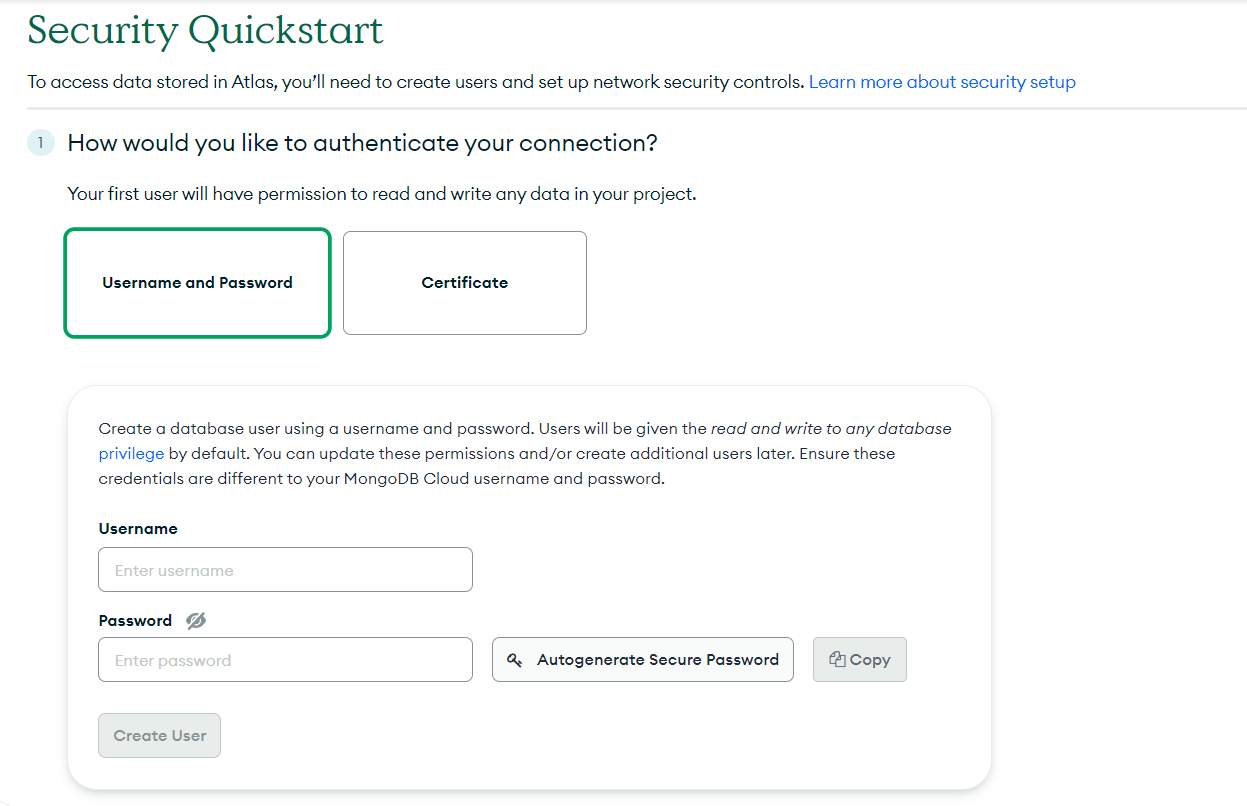 Security Quickstart
To access data stored in Atlas, you’ll need to create users and set up network security controls. Learn more about security setup
1 How would you like to authenticate your connection?
Your first user will have permission to read and write any data in your project.
Username and Password
Certificate
Create a database user using a username and password. Users will be given the read and write to any database
privilege by default. You can update these permissions and/or create additional users later. Ensure these
credentials are different to your MongoDB Cloud username and password.
Username
Enter username
Password
Enter password
Autogenerate Secure Password
Copy
Create User